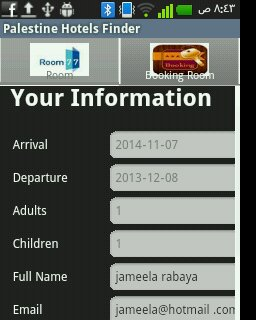 ص ٨:٤٣
Palestine Hotels Finder
Room 77
Room
Booking
Booking Room
Your Information
Arrival
2014-11-07
Departure
2013-12-08
Adults
1
Children
1
Full Name
jameela rabaya
Email
jameela@hotmail .com